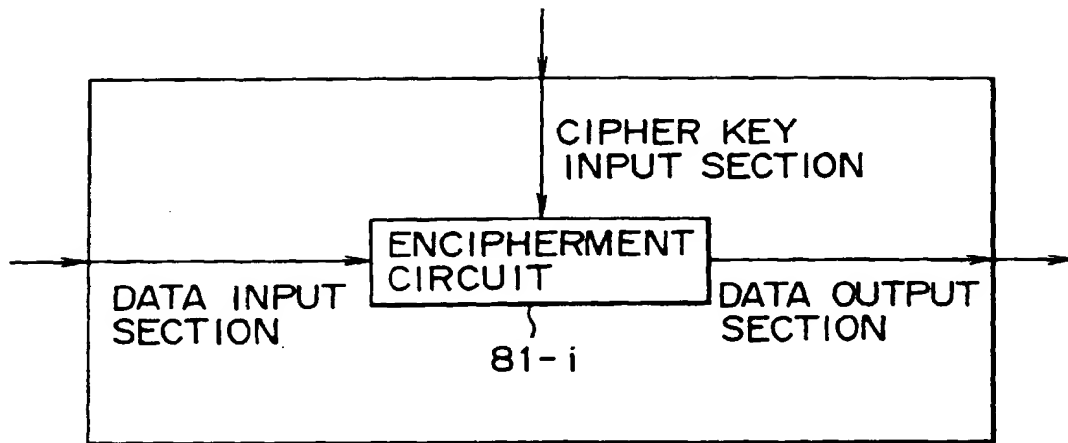 CIPHER KEY
INPUT SECTION
ENCIPHERMENT
CIRCUIT
DATA INPUT
SECTION
DATA OUTPUT
SECTION
81-i